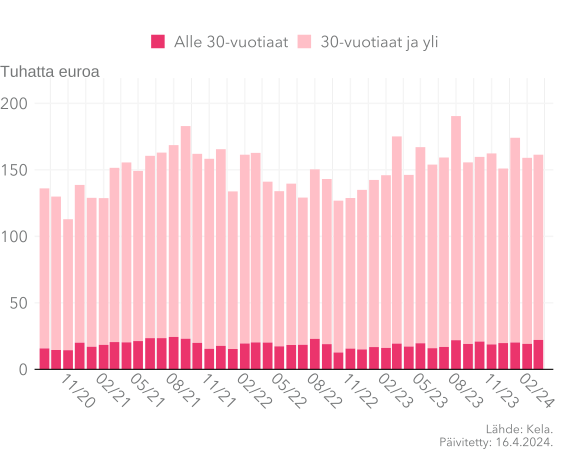 Alle 30-vuotiaat 30-vuotiaat ja yli
Tuhatta euroa
200
150
100
50
0
11/20 02/21 05/21 08/21 11/21 02/22 05/22 08/22 11/22 02/23 05/23 08/23 11/23 02/24
Lähde: Kela.
Päivitetty: 16.4.2024.